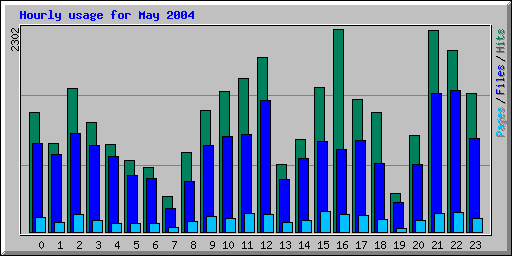 Hourly usage for May 2004
2302
Pages/Files/Hits
0 1 2 3 4 5 6 7 8 9 10 11 12 13 14 15 16 17 18 19 20 21 22 23